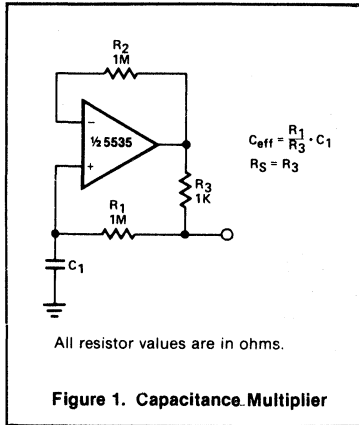 R2
1M
−
½ 5535
+
Ceff = R1/R3 · C1
RS = R3
R3
1K
R1
1M
C1
All resistor values are in ohms.
Figure 1. Capacitance Multiplier